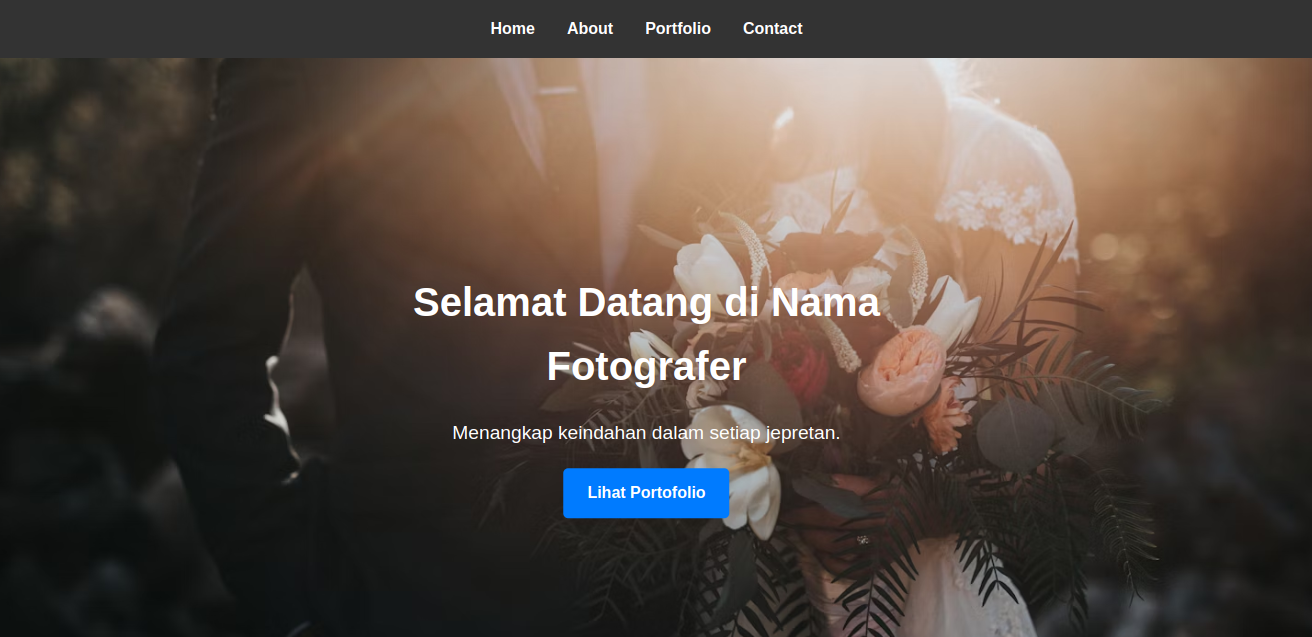 Home About Portfolio Contact
Selamat Datang di Nama
Fotografer
Menangkap keindahan dalam setiap jepretan.
Lihat Portofolio